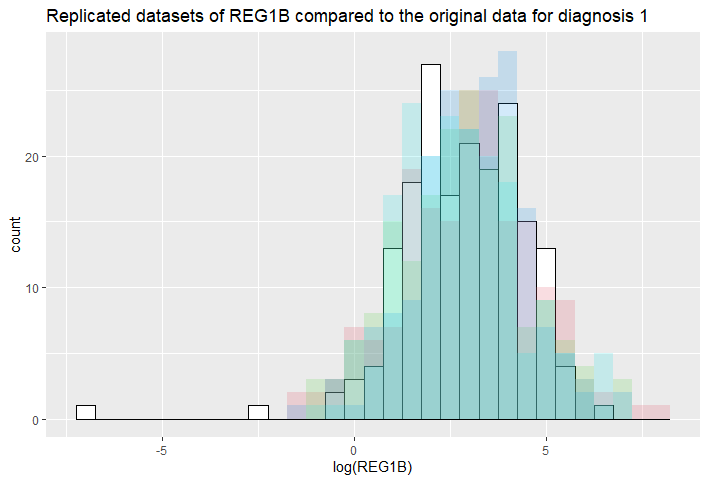 Replicated datasets of REG1B compared to the original data for diagnosis 1
count
20
10
0
-5
0
5
log(REG1B)